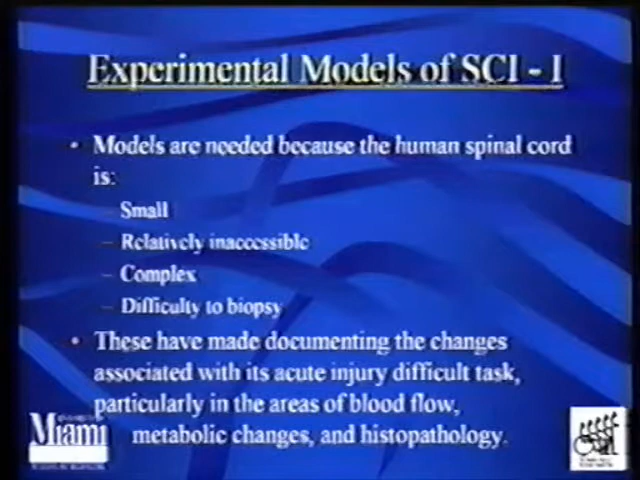 Experimental Models of SCI - I
• Models are needed because the human spinal cord
is:
– Small
– Relatively inaccessible
– Complex
– Difficulty to biopsy
• These have made documenting the changes
associated with its acute injury difficult task,
particularly in the areas of blood flow,
metabolic changes, and histopathology.
Miami